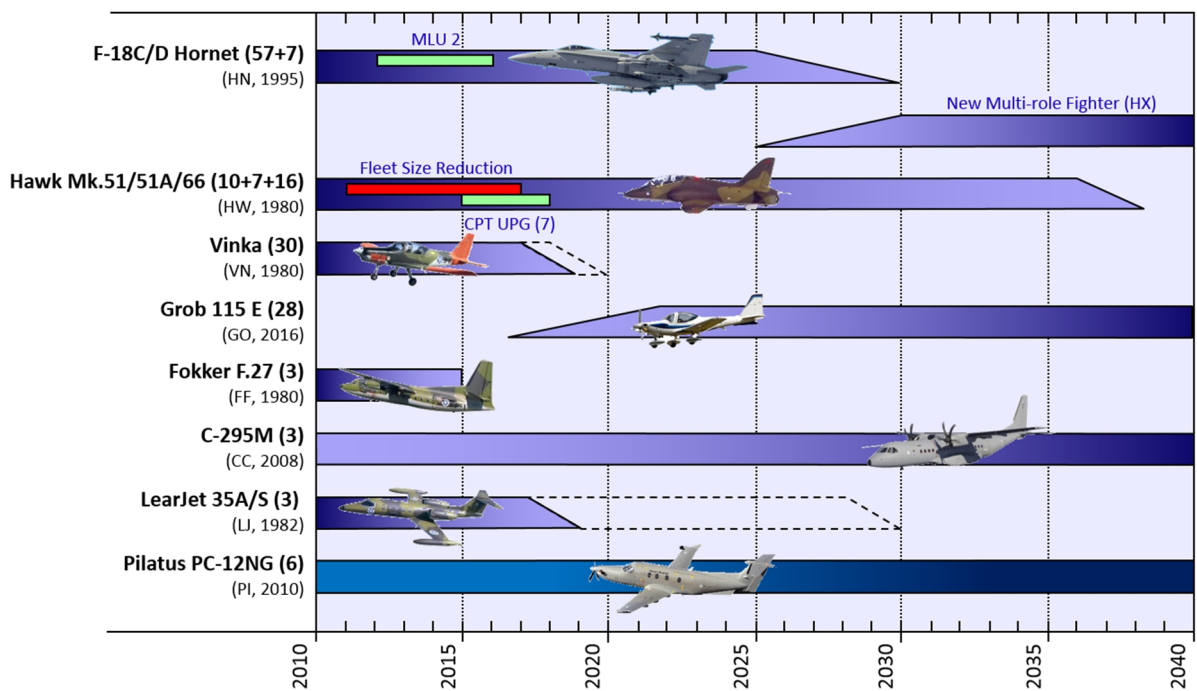 MLU 2
F-18C/D Hornet (57+7)
(HN, 1995)
New Multi-role Fighter (HX)
Fleet Size Reduction
Hawk Mk.51/51A/66 (10+7+16)
(HW, 1980)
CPT UPG (7)
Vinka (30)
(VN, 1980)
Grob 115 E (28)
(GO, 2016)
Fokker F.27 (3)
(FF, 1980)
C-295M (3)
(CC, 2008)
LearJet 35A/S (3)
(LJ, 1982)
Pilatus PC-12NG (6)
(PI, 2010)
2010
2015
2020
2025
2030
2035
2040